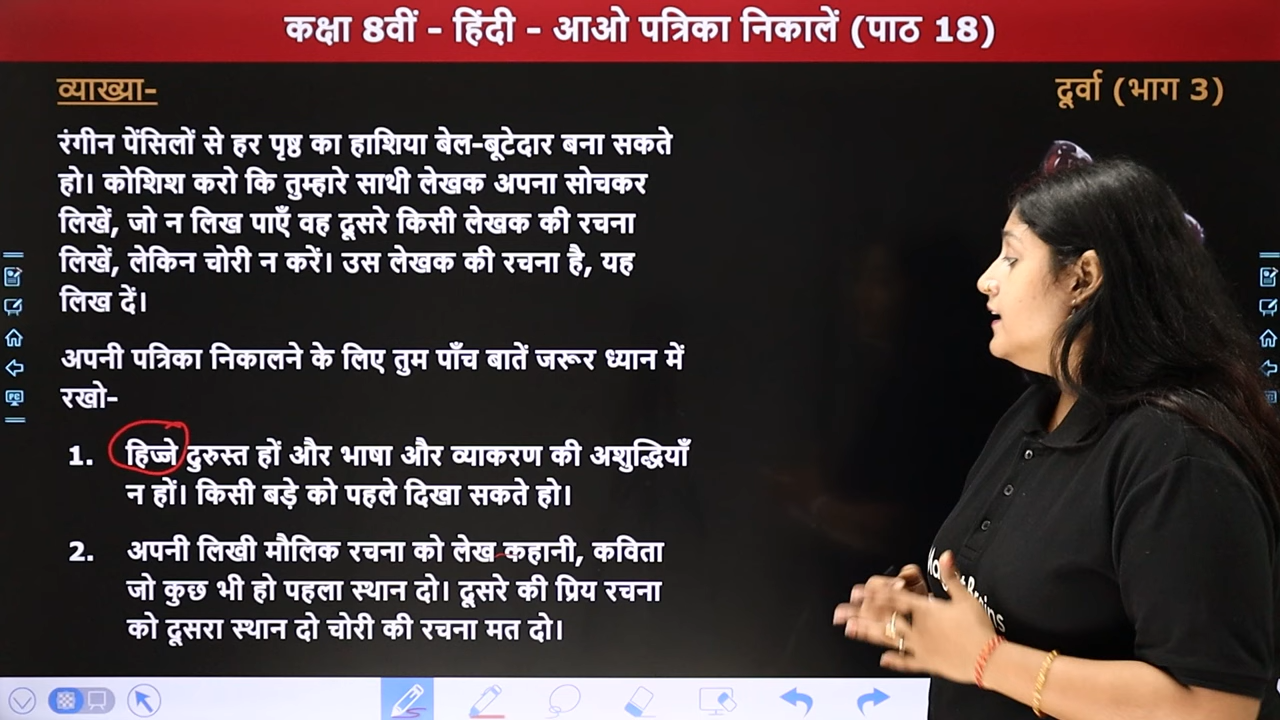 कक्षा 8वीं - हिंदी - आओ पत्रिका निकालें (पाठ 18)
व्याख्या-
दूर्वा (भाग 3)
रंगीन पेंसिलों से हर पृष्ठ का हाशिया बेल-बूटेदार बना सकते
हो। कोशिश करो कि तुम्हारे साथी लेखक अपना सोचकर
लिखें, जो न लिख पाएँ वह दूसरे किसी लेखक की रचना
लिखें, लेकिन चोरी न करें। उस लेखक की रचना है, यह
लिख दें।
अपनी पत्रिका निकालने के लिए तुम पाँच बातें जरूर ध्यान में
रखो-
1. हिज्जे दुरुस्त हों और भाषा और व्याकरण की अशुद्धियाँ
न हों। किसी बड़े को पहले दिखा सकते हो।
2. अपनी लिखी मौलिक रचना को लेख कहानी, कविता
जो कुछ भी हो पहला स्थान दो। दूसरे की प्रिय रचना
को दूसरा स्थान दो चोरी की रचना मत दो।